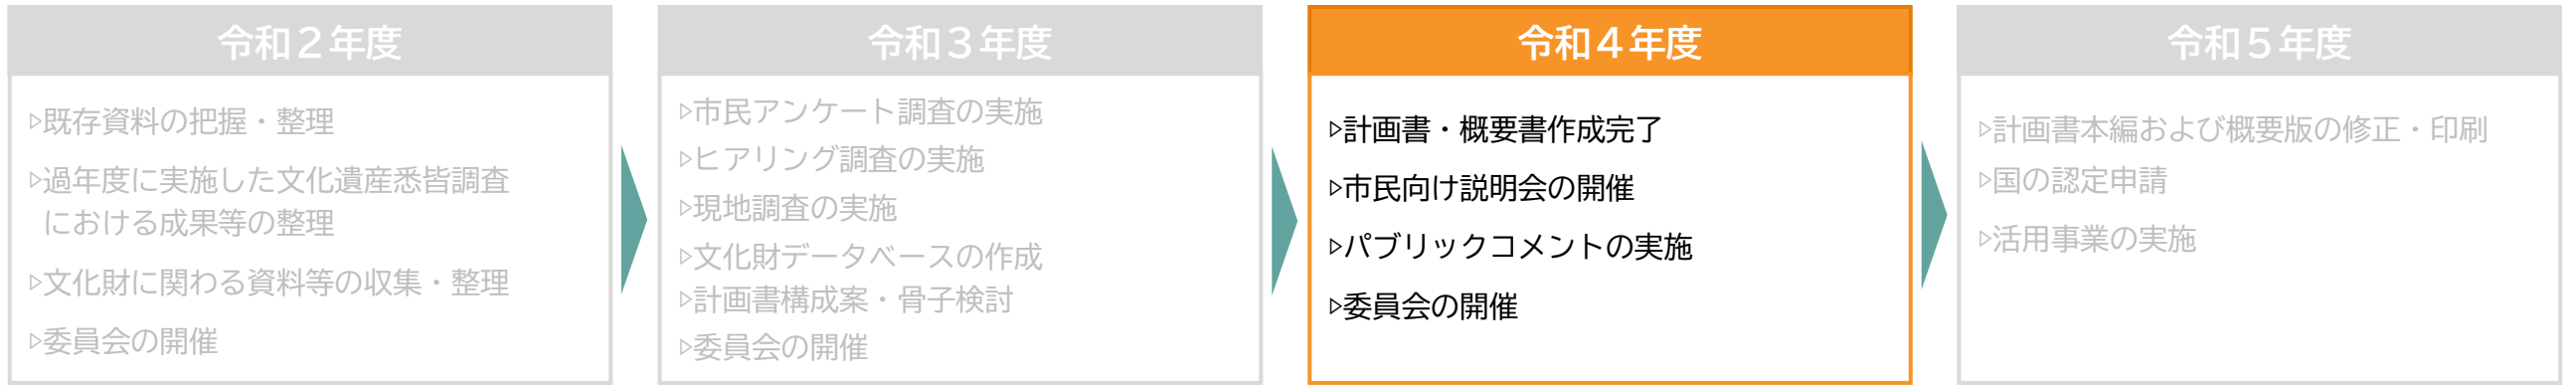 令和２年度
▷既存資料の把握・整理
▷過年度に実施した文化遺産悉皆調査
における成果等の整理
▷文化財に関わる資料等の収集・整理
▷委員会の開催
令和３年度
▷市民アンケート調査の実施
▷ヒアリング調査の実施
▷現地調査の実施
▷文化財データベースの作成
▷計画書構成案・骨子検討
▷委員会の開催
令和４年度
▷計画書・概要書作成完了
▷市民向け説明会の開催
▷パブリックコメントの実施
▷委員会の開催
令和５年度
▷計画書本編および概要版の修正・印刷
▷国の認定申請
▷活用事業の実施